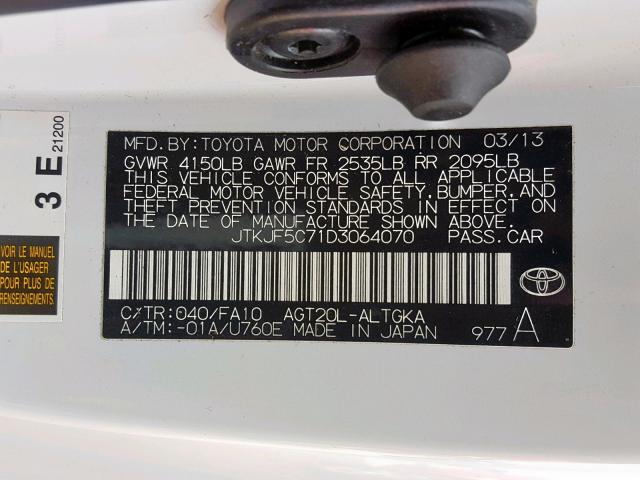 3 E
21200
VOIR LE MANUEL
DE L'USAGER
POUR PLUS DE
RENSEIGNEMENTS
MFD. BY: TOYOTA MOTOR CORPORATION 03/13
GVWR 4150LB GAWR FR 2535LB RR 2095LB
THIS VEHICLE CONFORMS TO ALL APPLICABLE
FEDERAL MOTOR VEHICLE SAFETY, BUMPER, AND
THEFT PREVENTION STANDARDS IN EFFECT ON
THE DATE OF MANUFACTURE SHOWN ABOVE.
JTKJF5C71D3064070 PASS. CAR
C/TR: 040/FA10 AGT20L-ALTGKA
A/TM: -01A/U760E MADE IN JAPAN
977 A